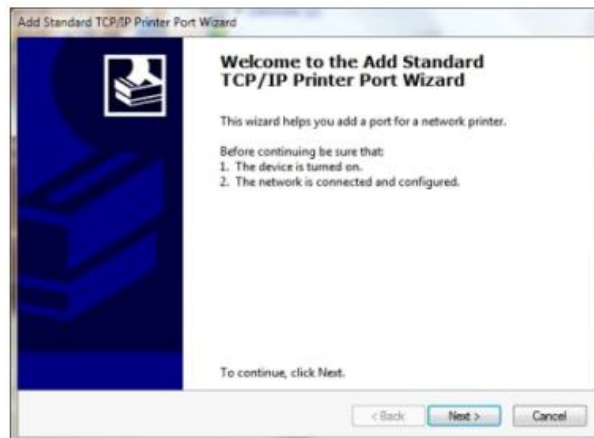 Add Standard TCP/IP Printer Port Wizard
Welcome to the Add Standard
TCP/IP Printer Port Wizard
This wizard helps you add a port for a network printer.
Before continuing be sure that:
1. The device is turned on.
2. The network is connected and configured.
To continue, click Next.
< Back Next > Cancel